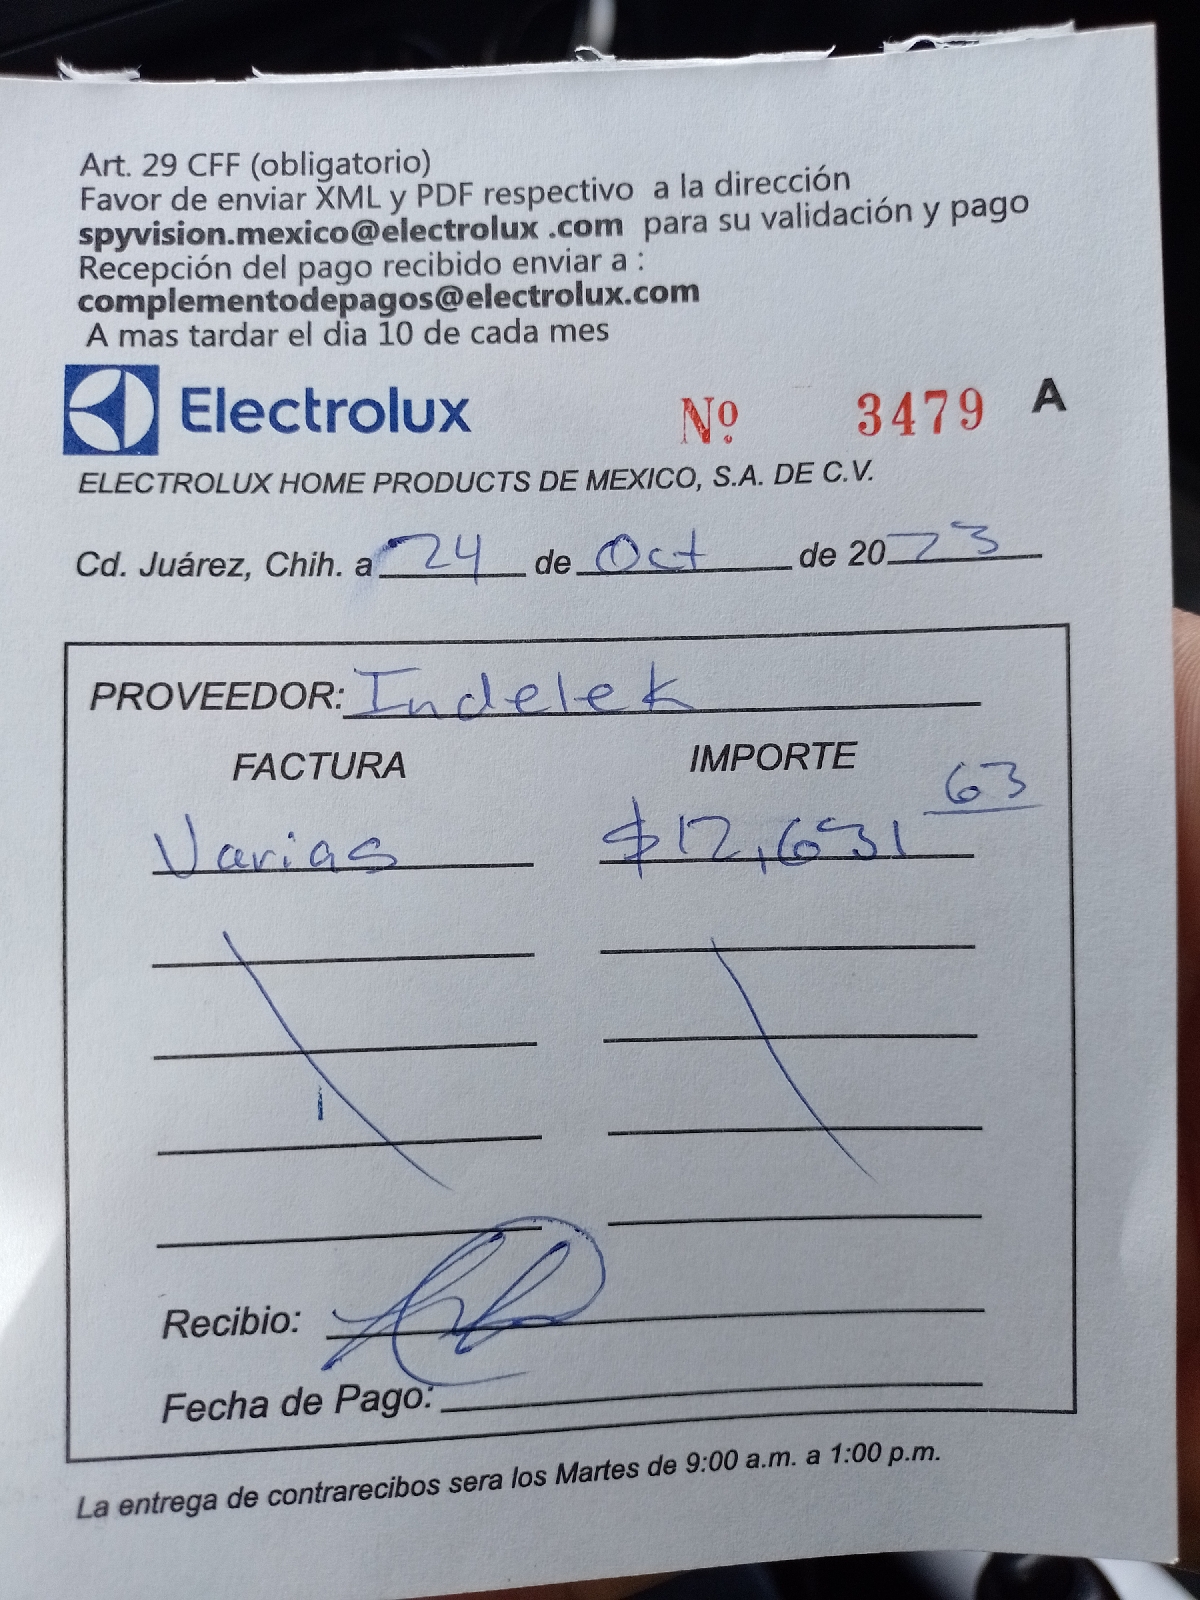 Art. 29 CFF (obligatorio)
Favor de enviar XML y PDF respectivo a la dirección
spyvision.mexico@electrolux .com para su validación y pago
Recepción del pago recibido enviar a :
complementodepagos@electrolux.com
A mas tardar el dia 10 de cada mes
Electrolux Nº 3479 A
ELECTROLUX HOME PRODUCTS DE MEXICO, S.A. DE C.V.
Cd. Juárez, Chih. a 24 de Oct de 2023
PROVEEDOR: Indelek
FACTURA IMPORTE
Varias $12,631 63
Recibio:
Fecha de Pago:
La entrega de contrarecibos sera los Martes de 9:00 a.m. a 1:00 p.m.